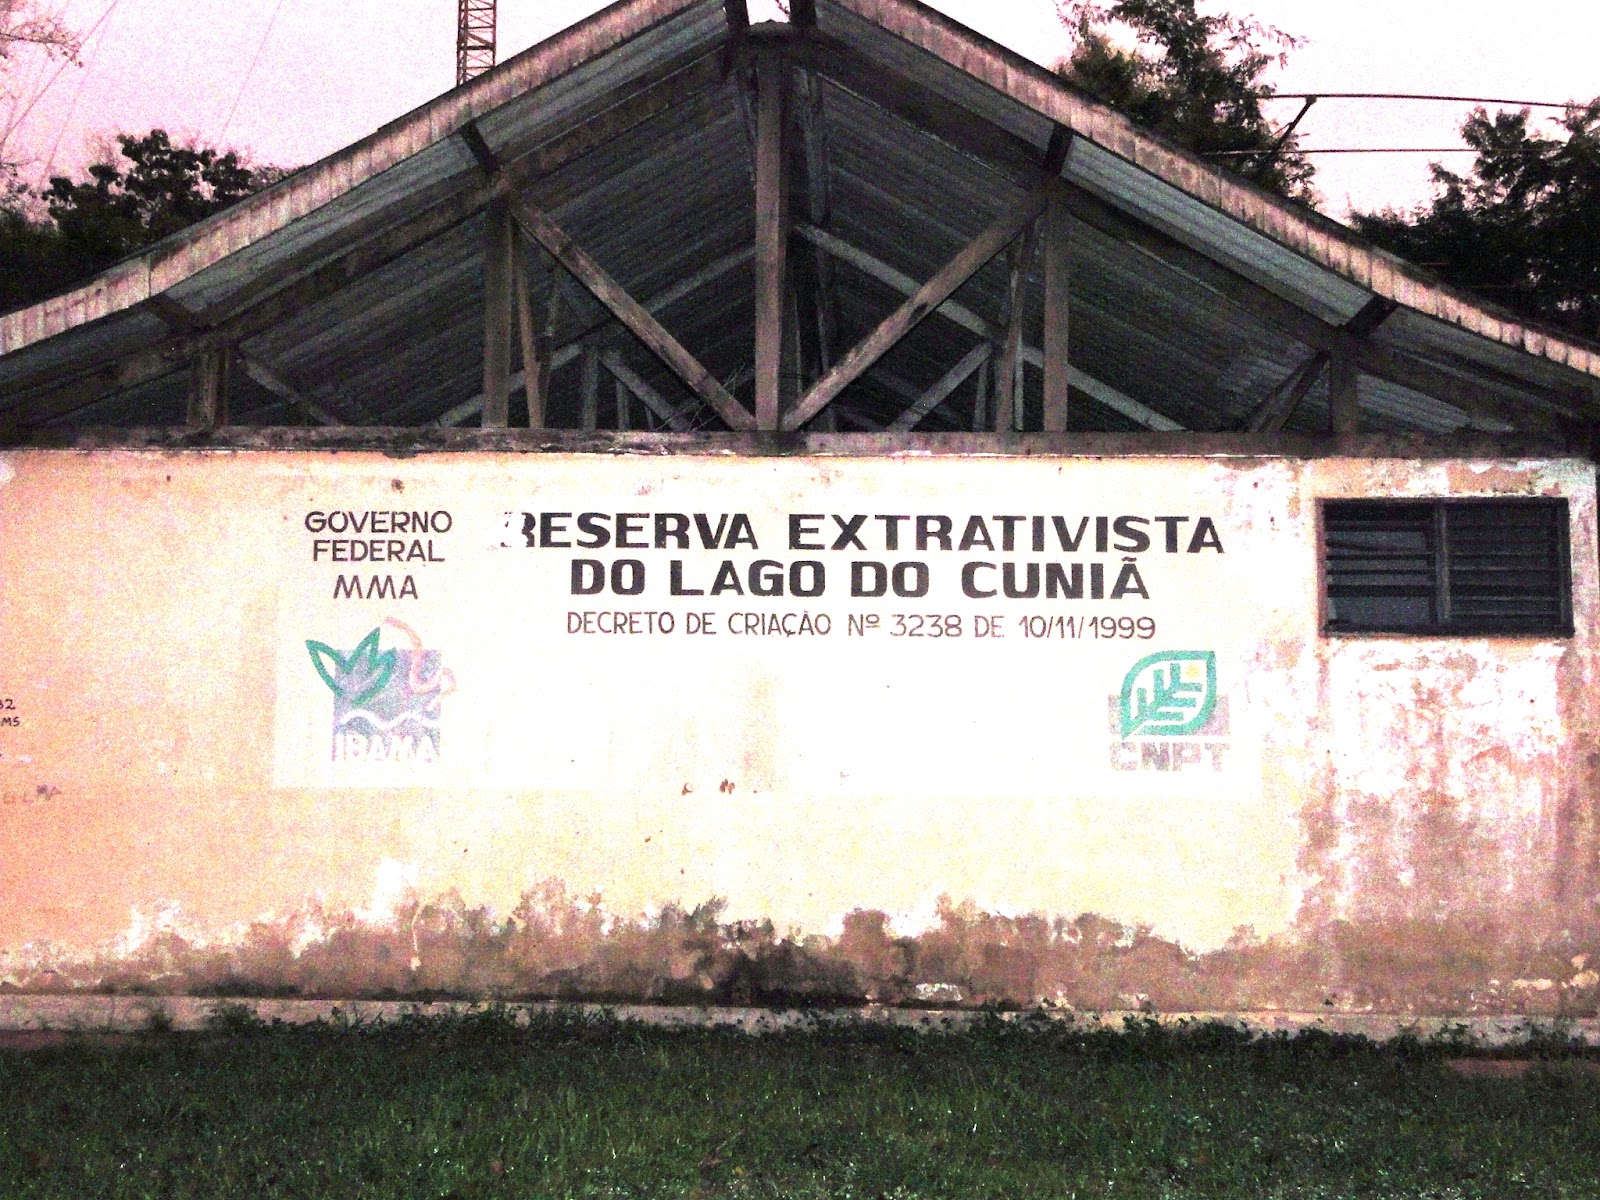 GOVERNO
FEDERAL
MMA
RESERVA EXTRATIVISTA
DO LAGO DO CUNIÃ
DECRETO DE CRIAÇÃO Nº 3238 DE 10/11/1999
IBAMA
CNPT